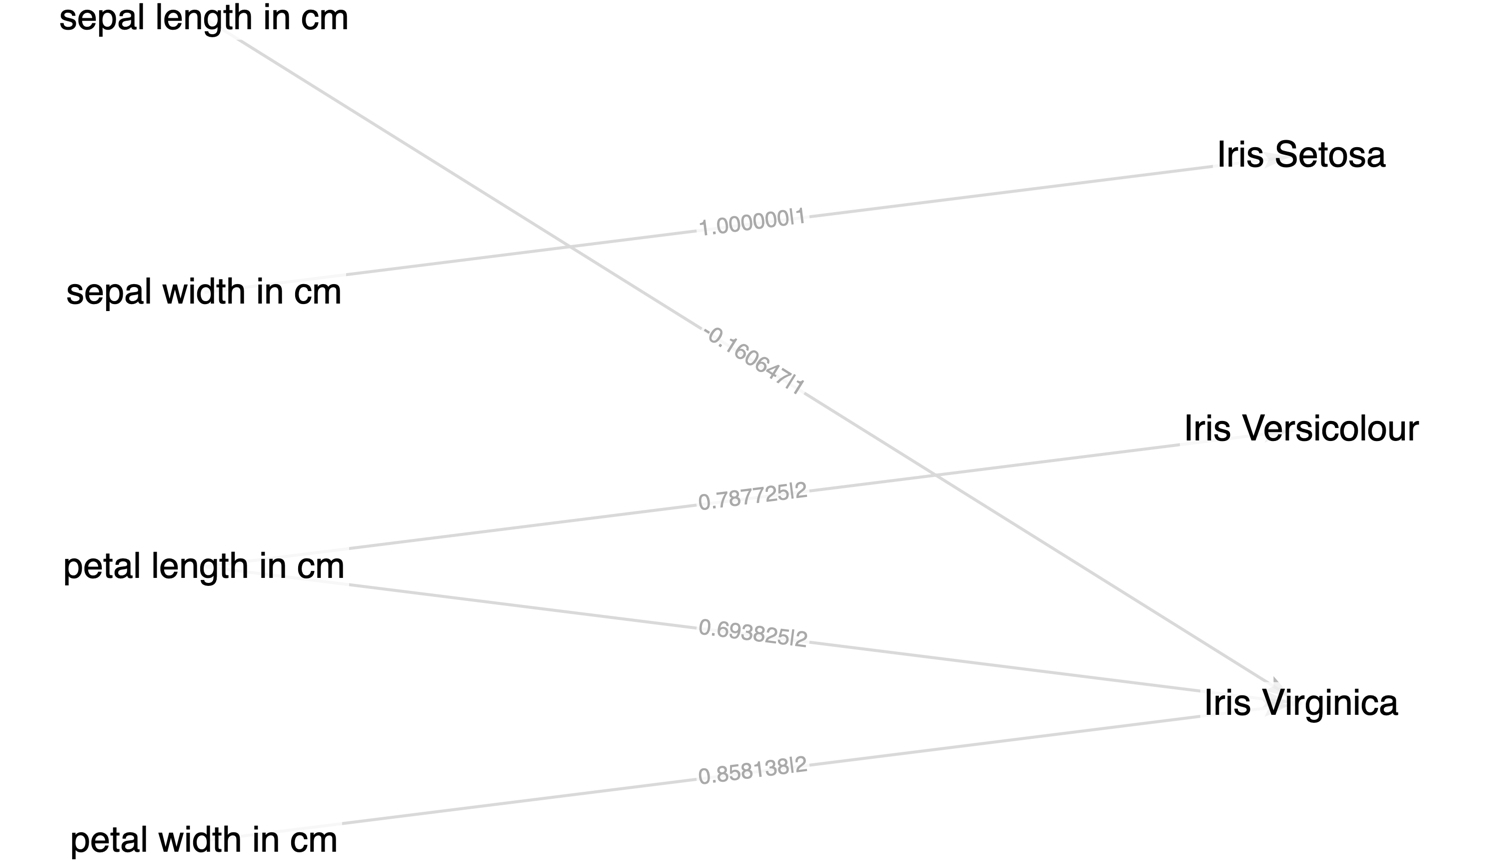 sepal length in cm
Iris Setosa
1.000000|1
sepal width in cm
-0.160647|1
Iris Versicolour
0.787725|2
petal length in cm
0.693825|2
Iris Virginica
0.858138|2
petal width in cm